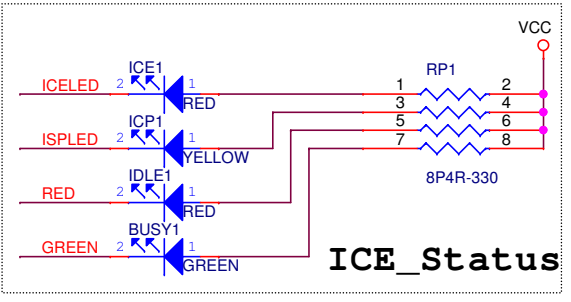 VCC
ICE1
RP1
ICELED 2 1 1 2
RED
3 4
ICP1
5 6
ISPLED 2 1 7 8
YELLOW
IDLE1
8P4R-330
RED 2 1
RED
BUSY1
GREEN 2 1
GREEN
ICE_Status